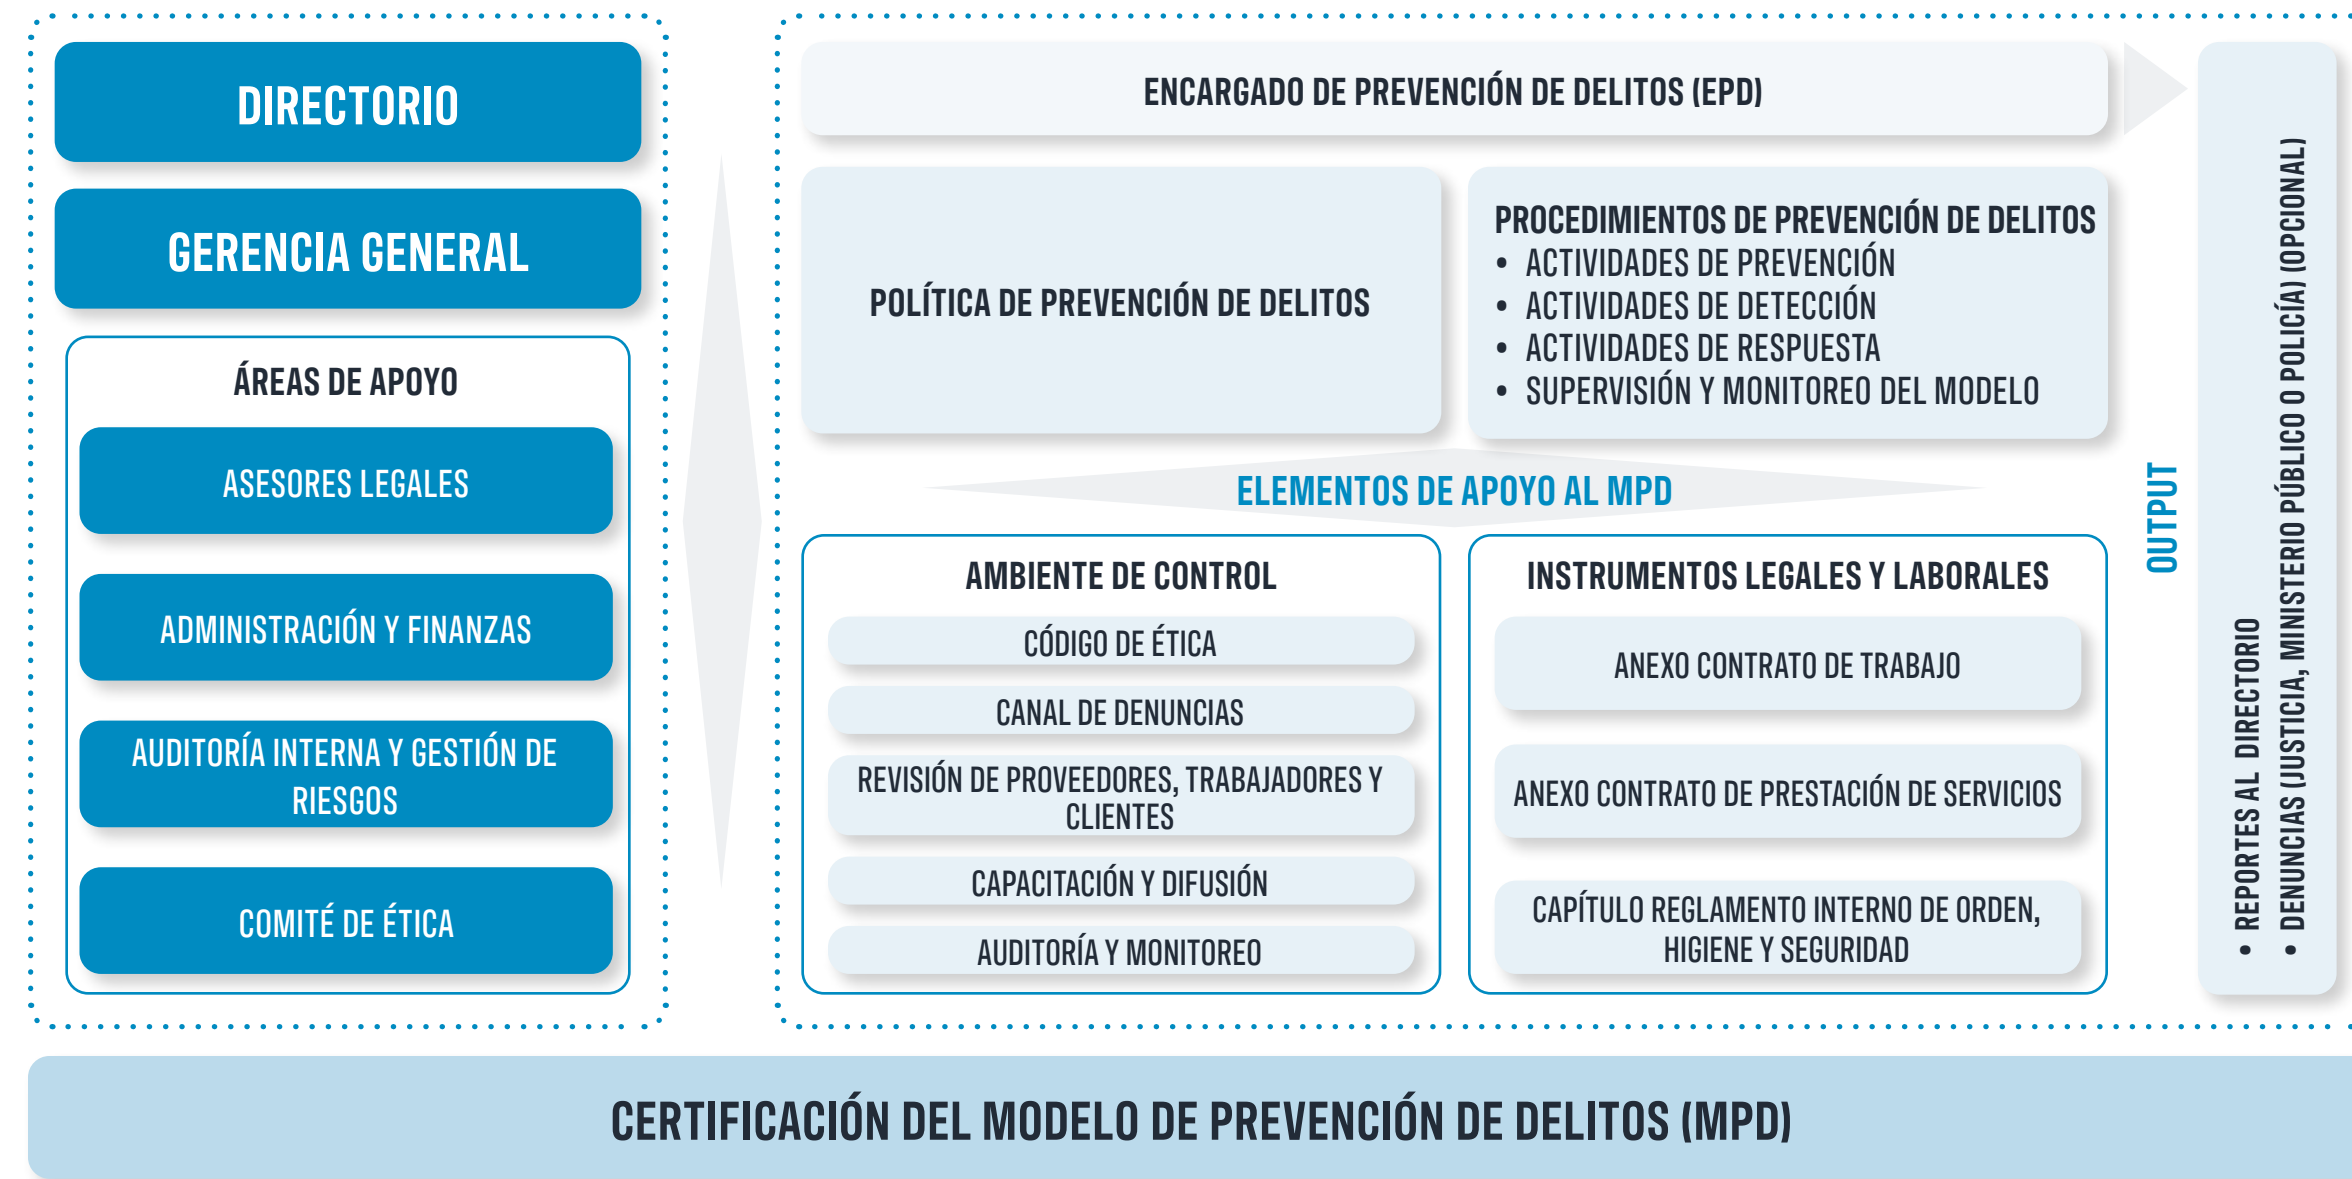 DIRECTORIO
GERENCIA GENERAL
ÁREAS DE APOYO
ASESORES LEGALES
ADMINISTRACIÓN Y FINANZAS
AUDITORÍA INTERNA Y GESTIÓN DE
RIESGOS
COMITÉ DE ÉTICA
ENCARGADO DE PREVENCIÓN DE DELITOS (EPD)
POLÍTICA DE PREVENCIÓN DE DELITOS
PROCEDIMIENTOS DE PREVENCIÓN DE DELITOS
• ACTIVIDADES DE PREVENCIÓN
• ACTIVIDADES DE DETECCIÓN
• ACTIVIDADES DE RESPUESTA
• SUPERVISIÓN Y MONITOREO DEL MODELO
ELEMENTOS DE APOYO AL MPD
AMBIENTE DE CONTROL
CÓDIGO DE ÉTICA
CANAL DE DENUNCIAS
REVISIÓN DE PROVEEDORES, TRABAJADORES Y
CLIENTES
CAPACITACIÓN Y DIFUSIÓN
AUDITORÍA Y MONITOREO
INSTRUMENTOS LEGALES Y LABORALES
ANEXO CONTRATO DE TRABAJO
ANEXO CONTRATO DE PRESTACIÓN DE SERVICIOS
CAPÍTULO REGLAMENTO INTERNO DE ORDEN,
HIGIENE Y SEGURIDAD
OUTPUT
• REPORTES AL DIRECTORIO
• DENUNCIAS (JUSTICIA, MINISTERIO PÚBLICO O POLICÍA) (OPCIONAL)
CERTIFICACIÓN DEL MODELO DE PREVENCIÓN DE DELITOS (MPD)